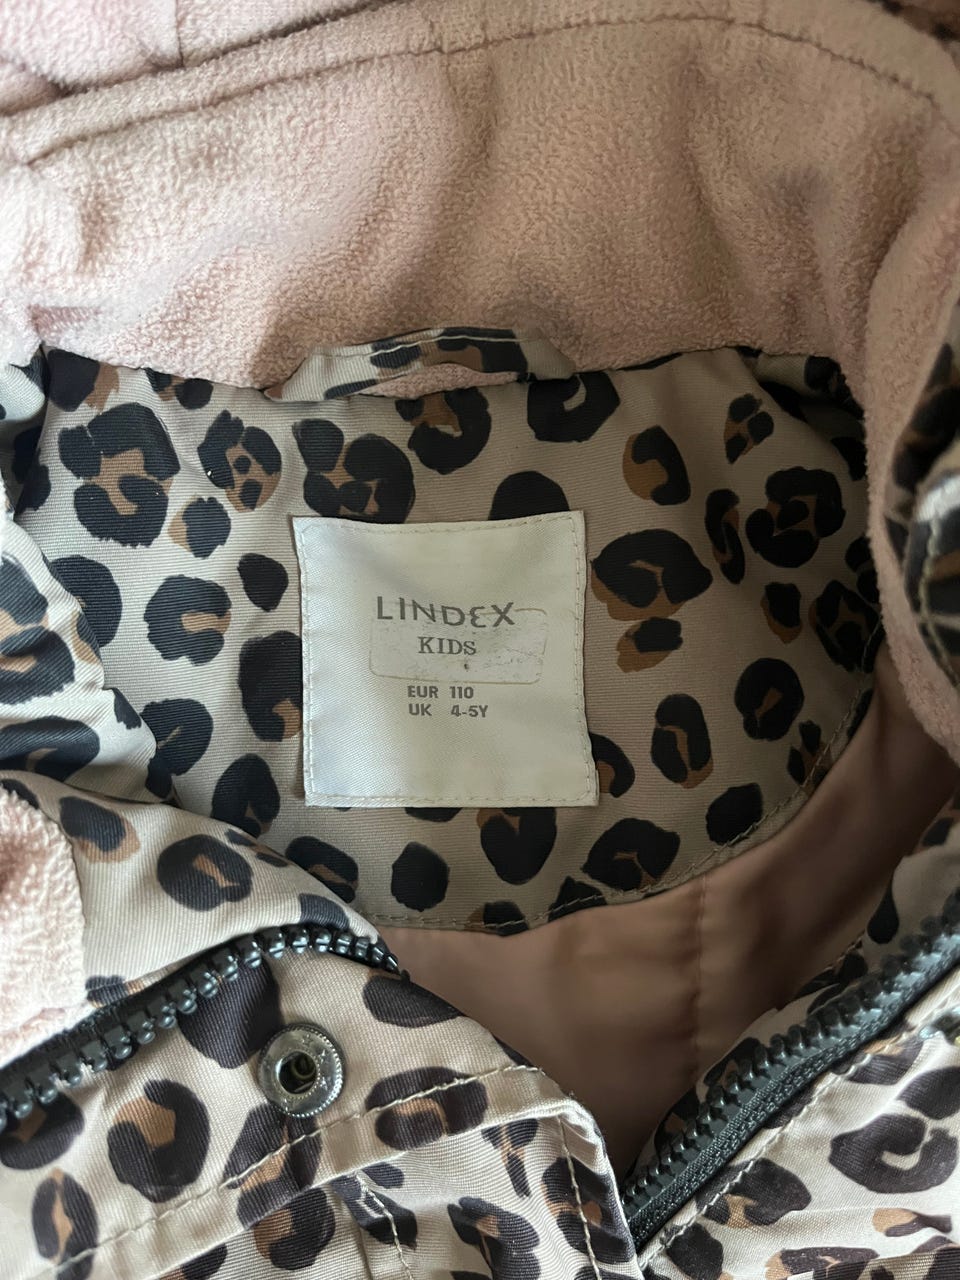 LINDEX
KIDS
EUR 110
UK 4-5Y